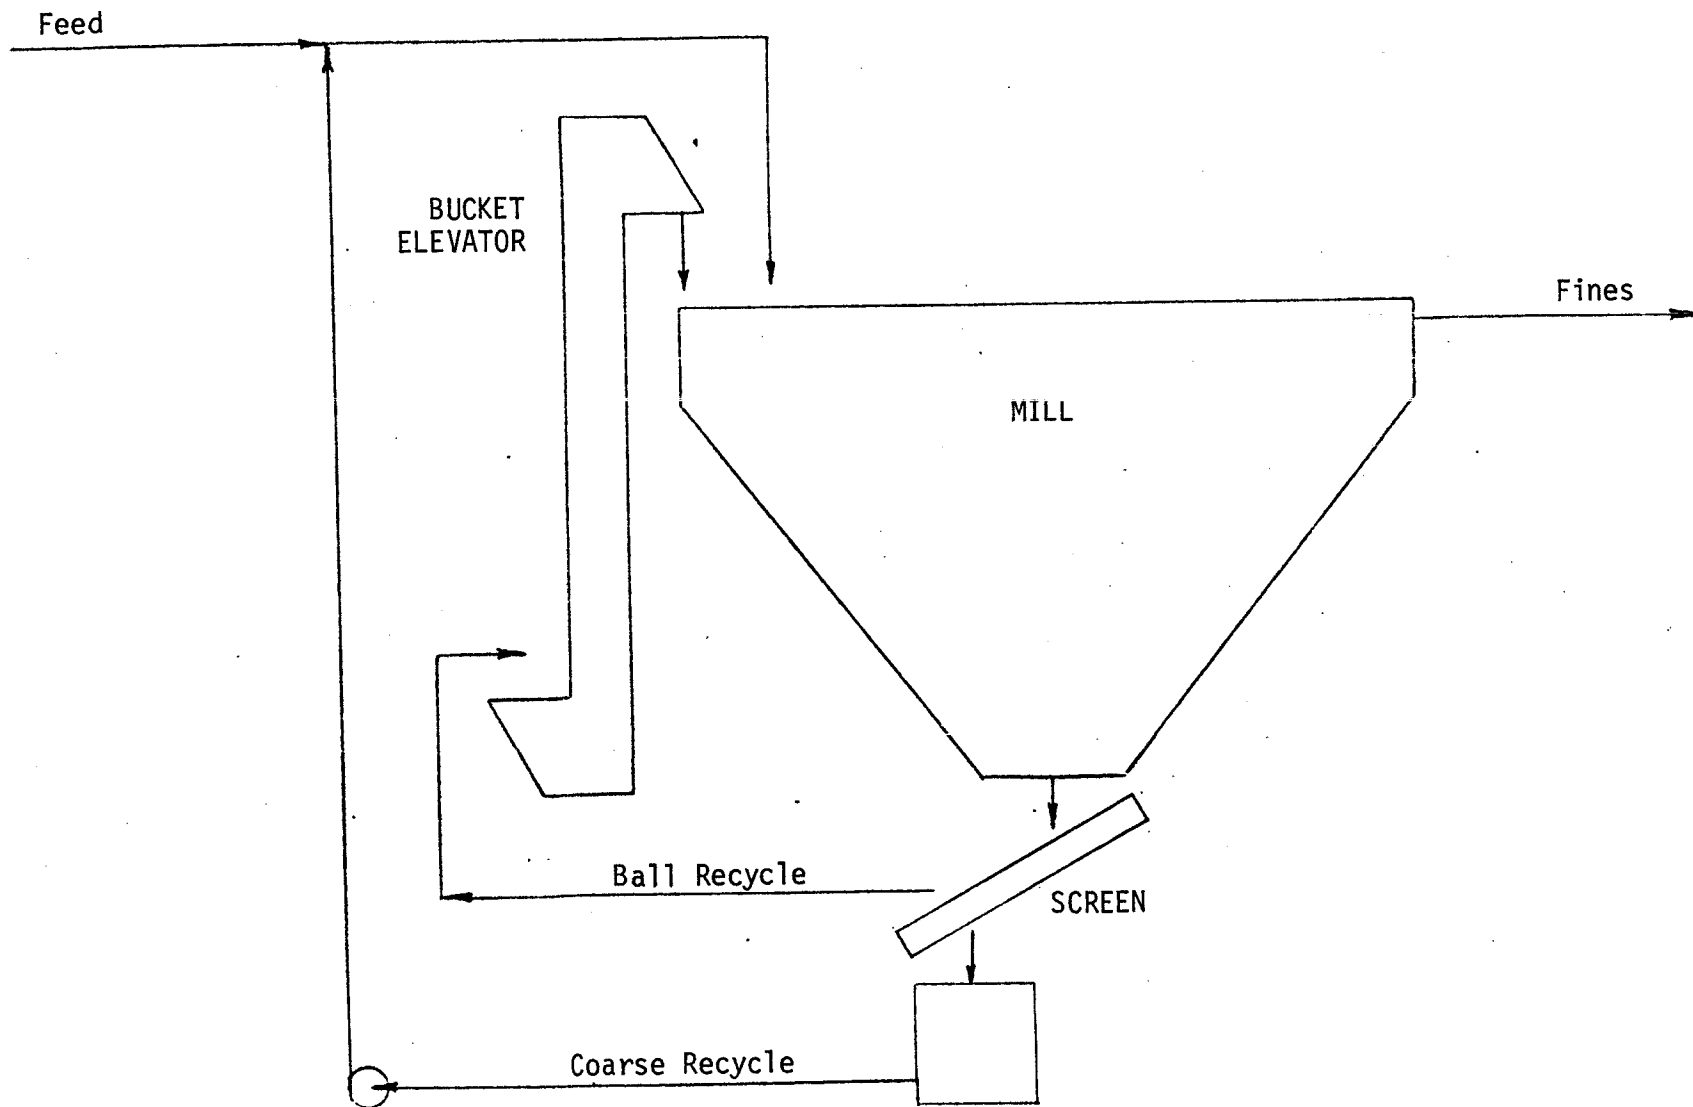 Feed
BUCKET
ELEVATOR
Fines
MILL
Ball Recycle
SCREEN
Coarse Recycle